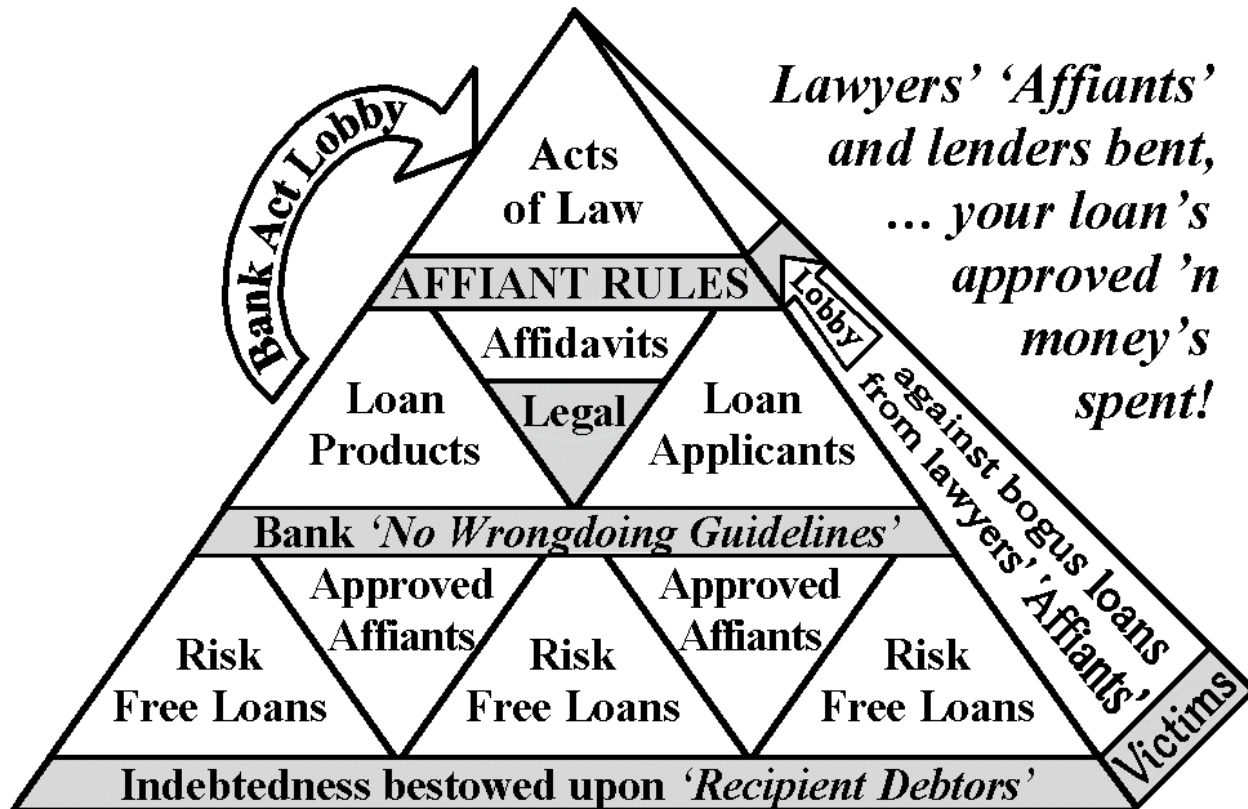 Lawyers' 'Affiants'
and lenders bent,
... your loan's
approved 'n
money's
spent!
Bank Act Lobby
Acts
of Law
AFFIANT RULES
Affidavits
Legal
Loan
Products
Loan
Applicants
Bank 'No Wrongdoing Guidelines'
Approved
Affiants
Approved
Affiants
Risk
Free Loans
Risk
Free Loans
Risk
Free Loans
Indebtedness bestowed upon 'Recipient Debtors'
Lobby
against bogus loans
from lawyers' 'Affiants'
Victims